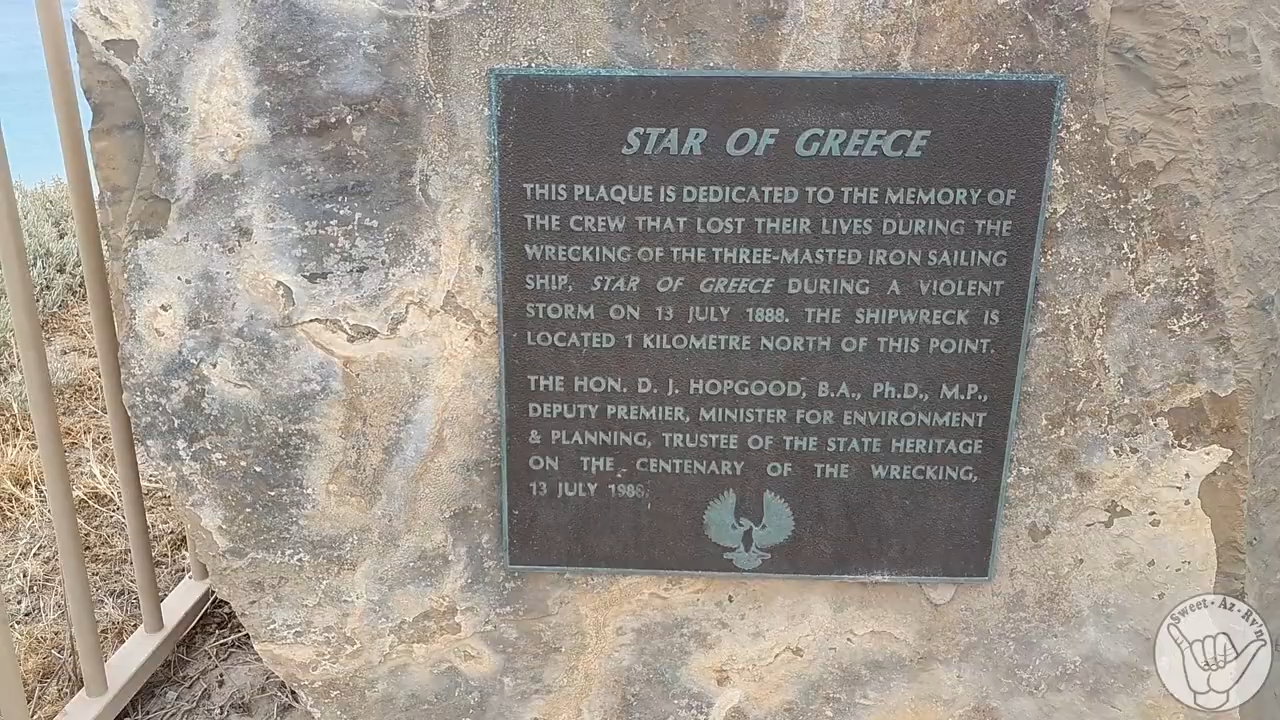 STAR OF GREECE
THIS PLAQUE IS DEDICATED TO THE MEMORY OF
THE CREW THAT LOST THEIR LIVES DURING THE
WRECKING OF THE THREE-MASTED IRON SAILING
SHIP, STAR OF GREECE DURING A VIOLENT
STORM ON 13 JULY 1888. THE SHIPWRECK IS
LOCATED 1 KILOMETRE NORTH OF THIS POINT.
THE HON. D. J. HOPGOOD, B.A., Ph.D., M.P.,
DEPUTY PREMIER, MINISTER FOR ENVIRONMENT
& PLANNING, TRUSTEE OF THE STATE HERITAGE
ON THE CENTENARY OF THE WRECKING,
13 JULY 1988.
Sweet · Az · Ry'n